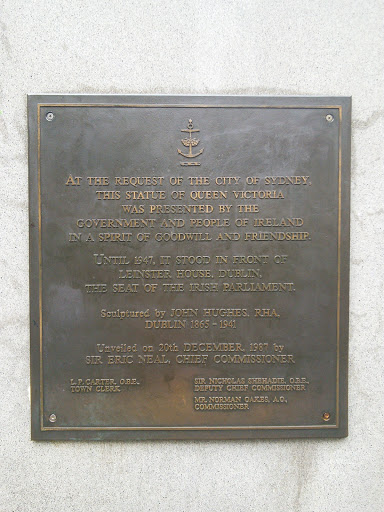 AT THE REQUEST OF THE CITY OF SYDNEY,
THIS STATUE OF QUEEN VICTORIA
WAS PRESENTED BY THE
GOVERNMENT AND PEOPLE OF IRELAND
IN A SPIRIT OF GOODWILL AND FRIENDSHIP.
UNTIL 1947, IT STOOD IN FRONT OF
LEINSTER HOUSE, DUBLIN,
THE SEAT OF THE IRISH PARLIAMENT.
Sculptured by JOHN HUGHES, RHA,
DUBLIN 1865 - 1941
Unveiled on 20th DECEMBER, 1987 by
SIR ERIC NEAL, CHIEF COMMISSIONER
L.P. CARTER, O.B.E.,
TOWN CLERK
SIR NICHOLAS SHEHADIE, O.B.E.,
DEPUTY CHIEF COMMISSIONER
MR. NORMAN OAKES, A.O.,
COMMISSIONER